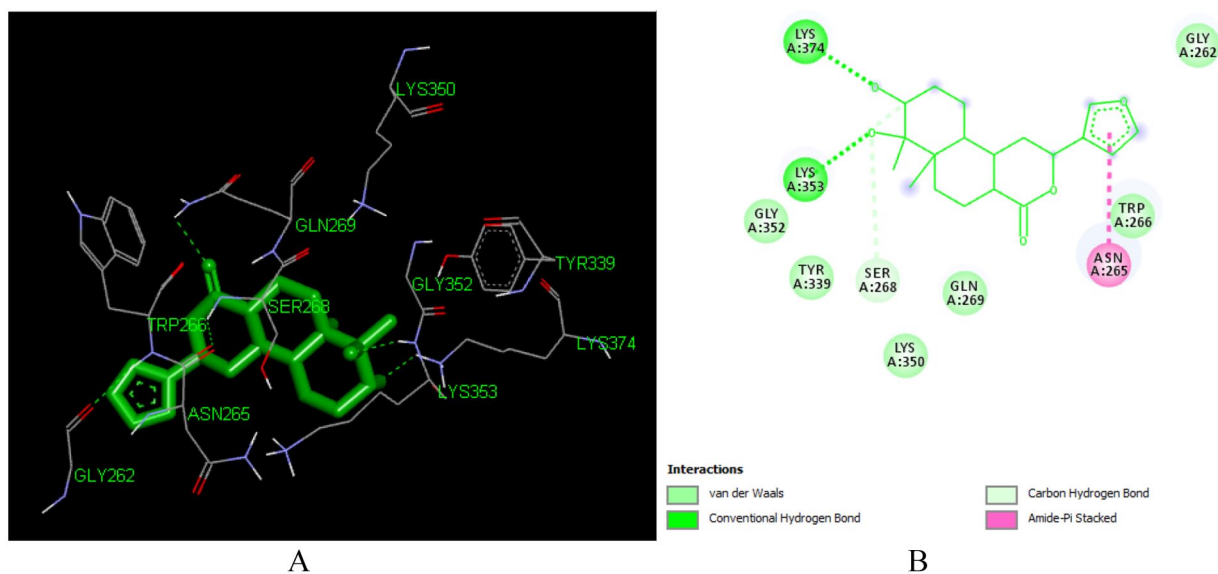 LYS350
GLN269
TYR339
GLY352
SER268
TRP266
LYS374
LYS353
ASN265
GLY262
A
LYS
A:374
GLY
A:262
O
O
O
LYS
A:353
O
O
GLY
A:352
TRP
A:266
TYR
A:339
SER
A:268
GLN
A:269
ASN
A:265
LYS
A:350
Interactions
van der Waals
Conventional Hydrogen Bond
Carbon Hydrogen Bond
Amide-Pi Stacked
B